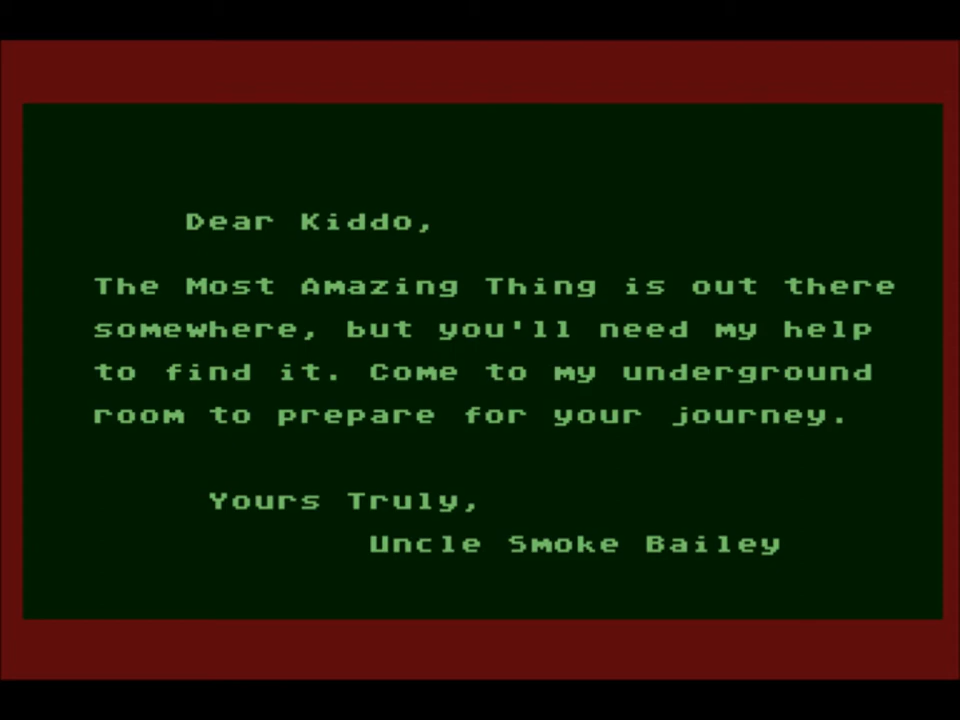 Dear Kiddo,
The Most Amazing Thing is out there
somewhere, but you'll need my help
to find it. Come to my underground
room to prepare for your journey.
Yours Truly,
Uncle Smoke Bailey